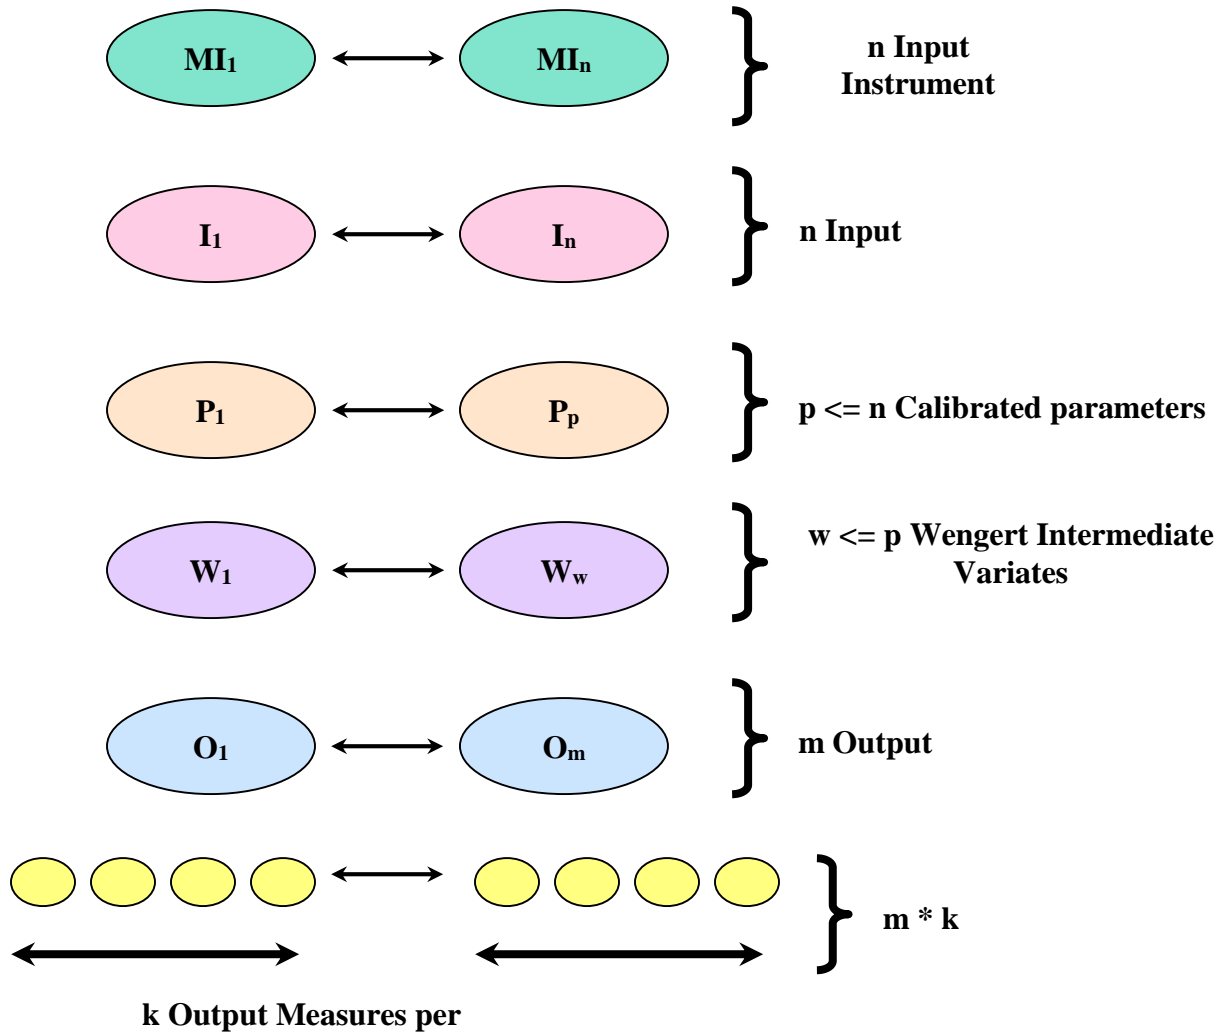 MI1 MIn
n Input
Instrument
I1 In
n Input
P1 Pp
p <= n Calibrated parameters
W1 Ww
w <= p Wengert Intermediate
Variates
O1 Om
m Output
m * k
k Output Measures per